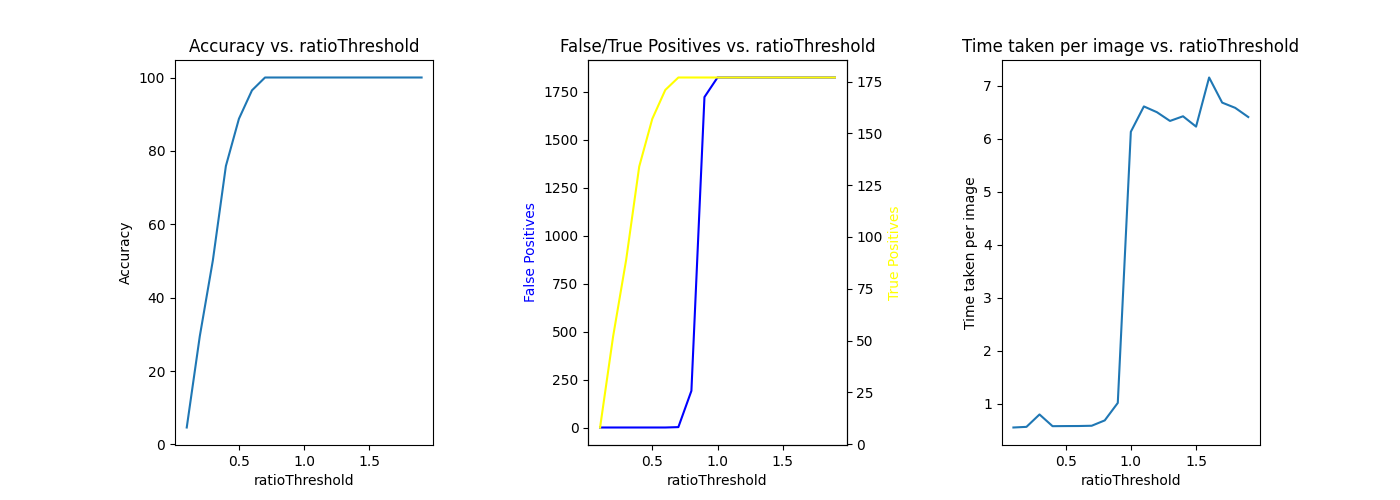 Accuracy vs. ratioThreshold
100
80
60
40
20
0
Accuracy
0.5 1.0 1.5
ratioThreshold
False/True Positives vs. ratioThreshold
1750
1500
1250
1000
750
500
250
0
False Positives
175
150
125
100
75
50
25
0
True Positives
0.5 1.0 1.5
ratioThreshold
Time taken per image vs. ratioThreshold
7
6
5
4
3
2
1
Time taken per image
0.5 1.0 1.5
ratioThreshold